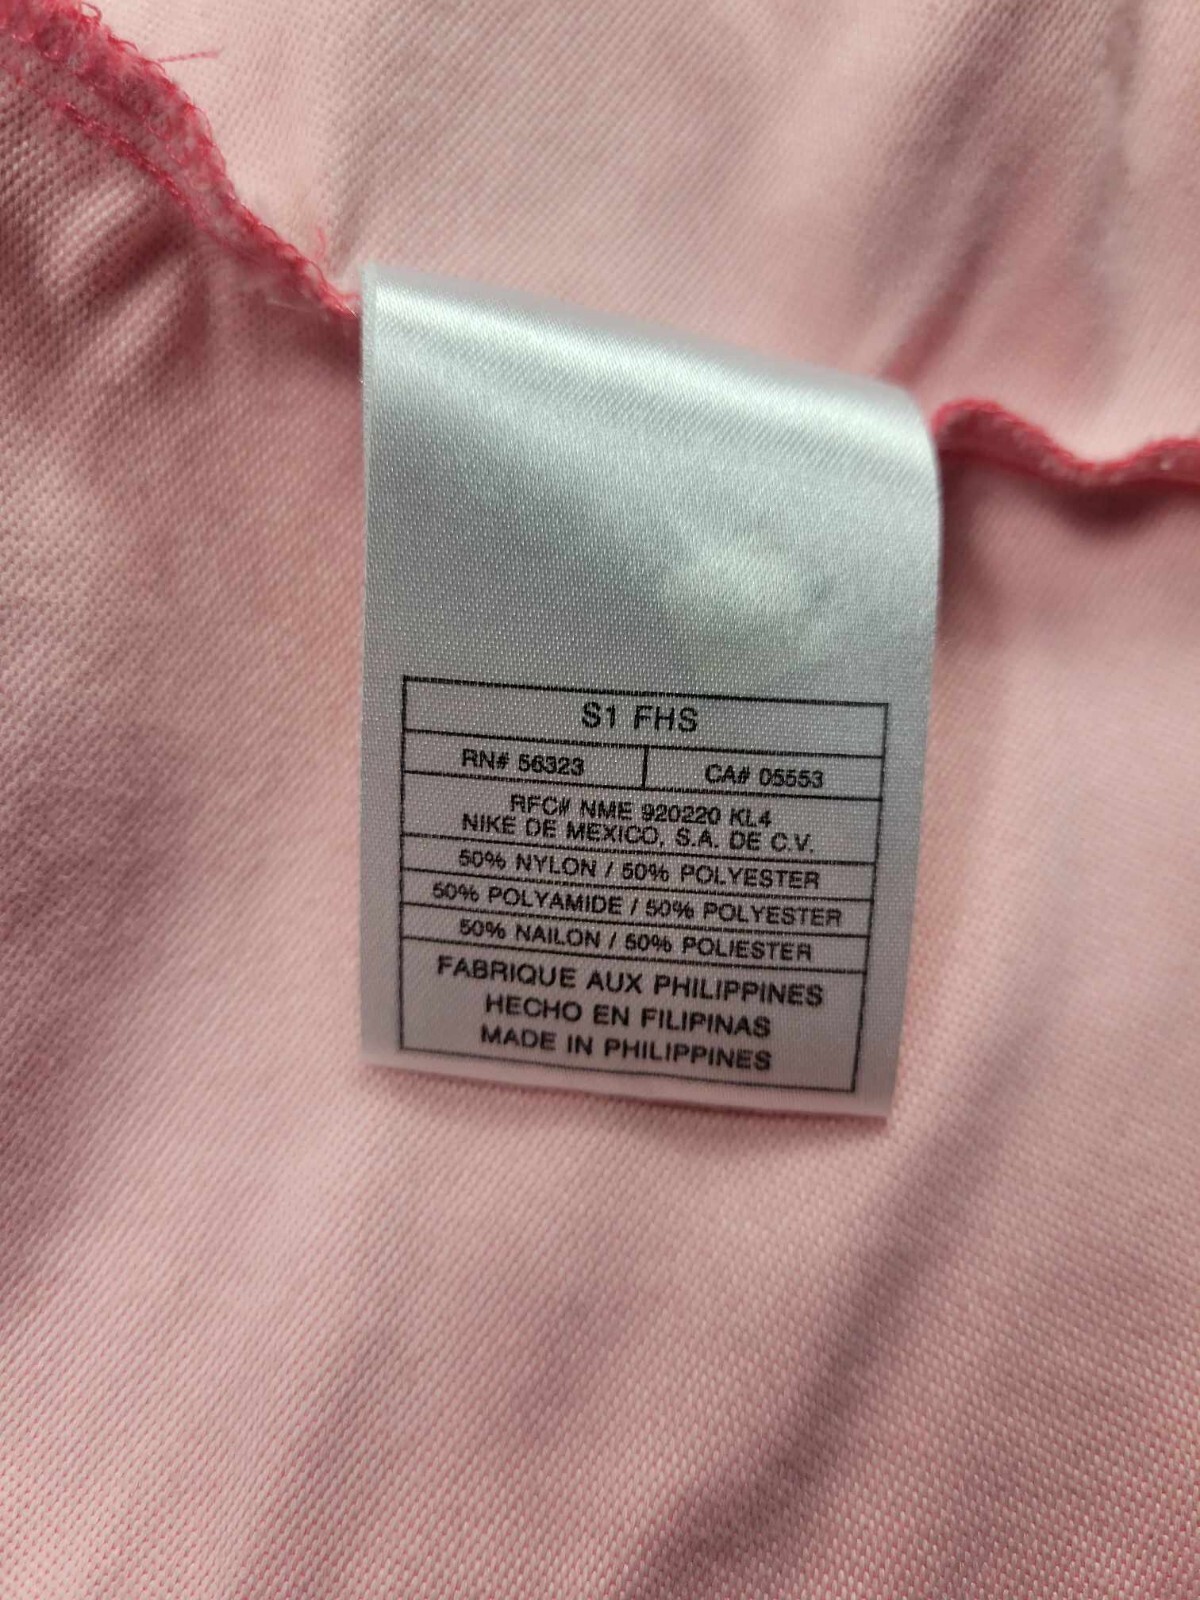 S1 FHS
RN# 56323 CA# 05553
RFC# NME 920220 KL4
NIKE DE MEXICO, S.A. DE C.V.
50% NYLON / 50% POLYESTER
50% POLYAMIDE / 50% POLYESTER
50% NAILON / 50% POLIESTER
FABRIQUE AUX PHILIPPINES
HECHO EN FILIPINAS
MADE IN PHILIPPINES